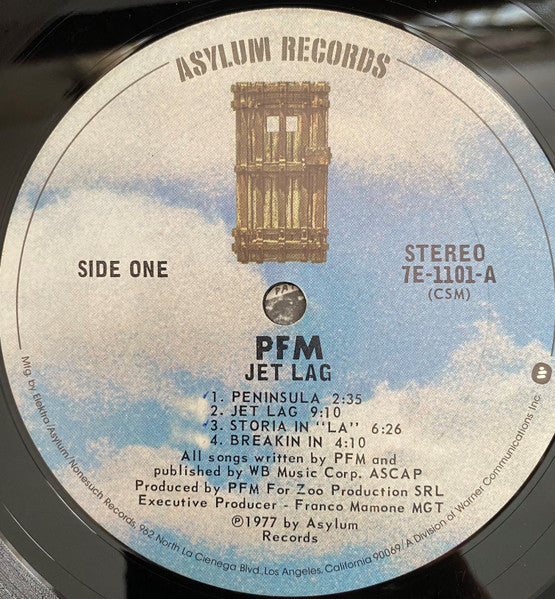 ASYLUM RECORDS
SIDE ONE
STEREO
7E-1101-A
(CSM)
PFM
JET LAG
1. PENINSULA 2:35
2. JET LAG 9:10
3. STORIA IN "LA" 6:26
4. BREAKIN IN 4:10
All songs written by PFM and
published by WB Music Corp. ASCAP
Produced by PFM For Zoo Production SRL
Executive Producer - Franco Mamone MGT
℗1977 by Asylum
Records
Mfg. by Elektra/Asylum/Nonesuch Records, 962 North La Cienega Blvd., Los Angeles, California 90069/A Division of Warner Communications Inc.